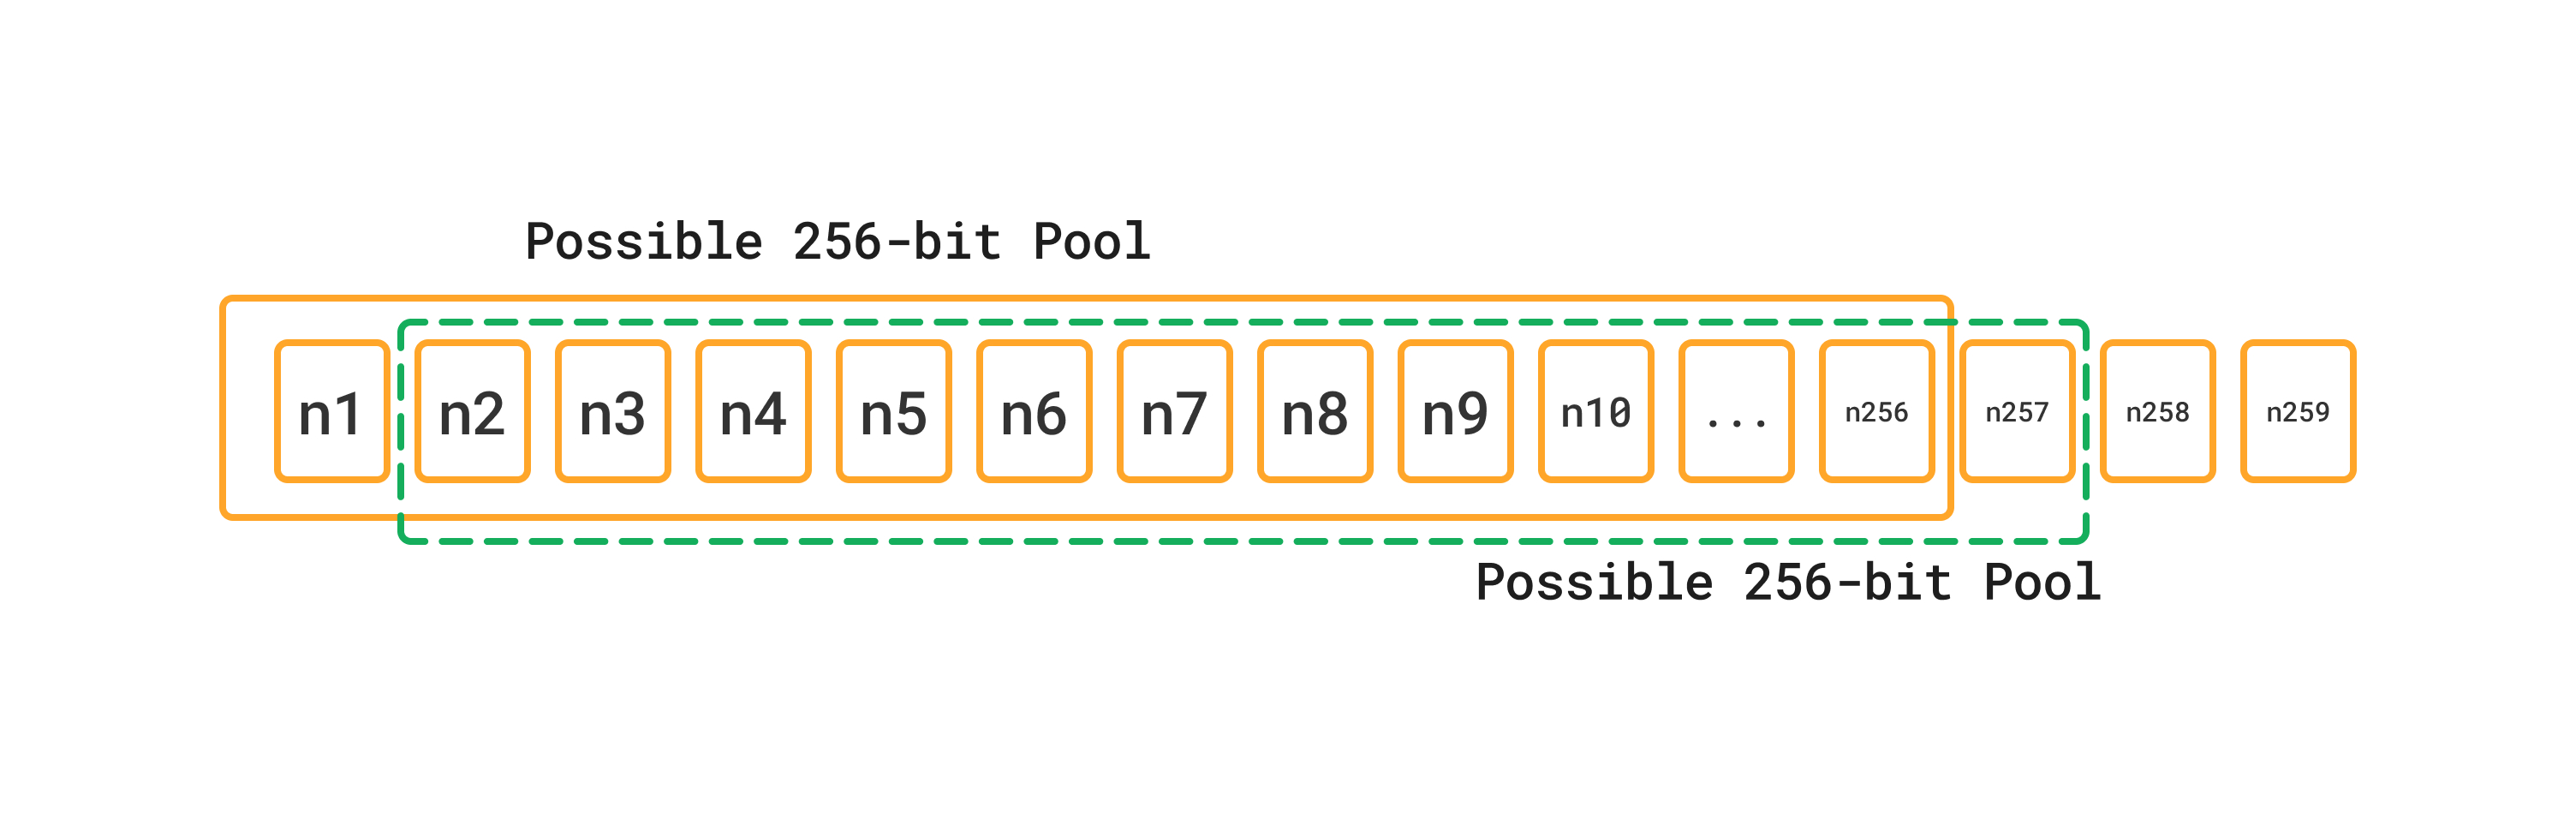 Possible 256-bit Pool
n1 n2 n3 n4 n5 n6 n7 n8 n9 n10 ... n256 n257 n258 n259
Possible 256-bit Pool